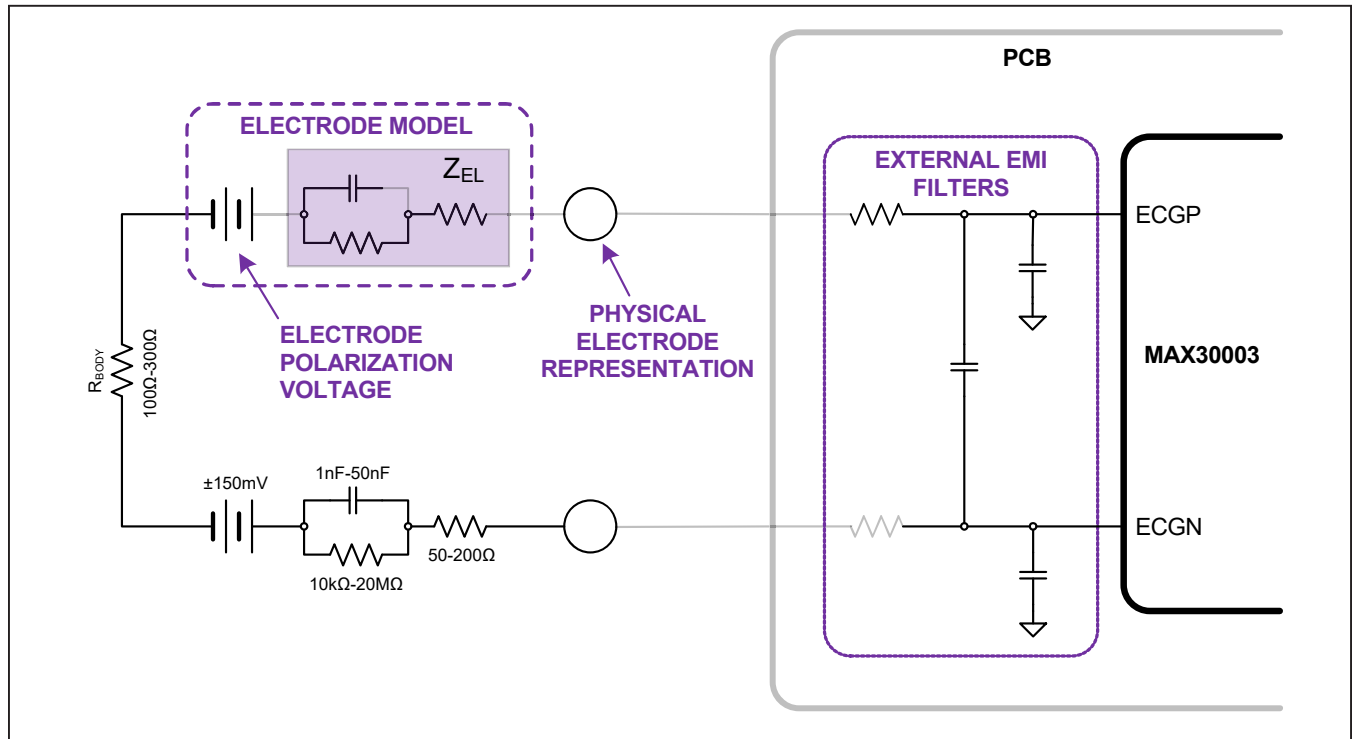 PCB
ELECTRODE MODEL
Z_EL
EXTERNAL EMI
FILTERS
ECGP
ELECTRODE
POLARIZATION
VOLTAGE
PHYSICAL
ELECTRODE
REPRESENTATION
MAX30003
R_BODY
100Ω-300Ω
±150mV
1nF-50nF
50-200Ω
10kΩ-20MΩ
ECGN